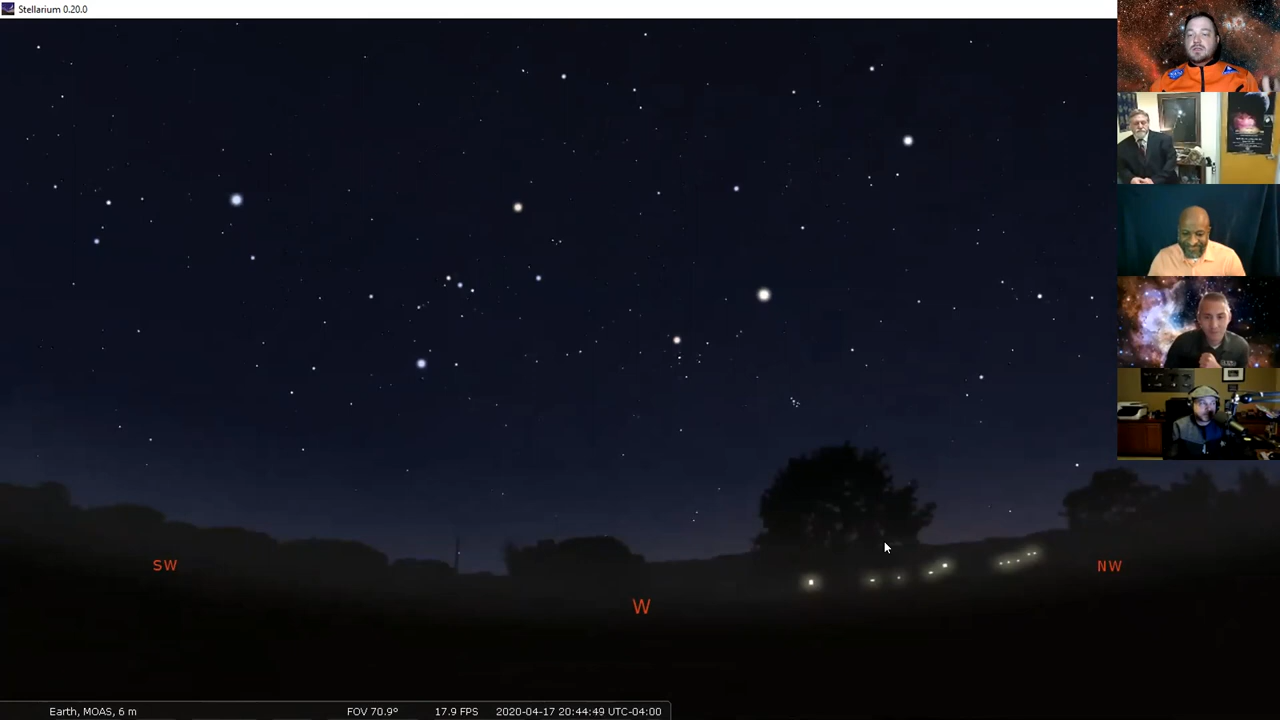 Stellarium 0.20.0
SW
W
NW
Earth, MOAS, 6 m
FOV 70.9°
17.9 FPS
2020-04-17 20:44:49 UTC-04:00